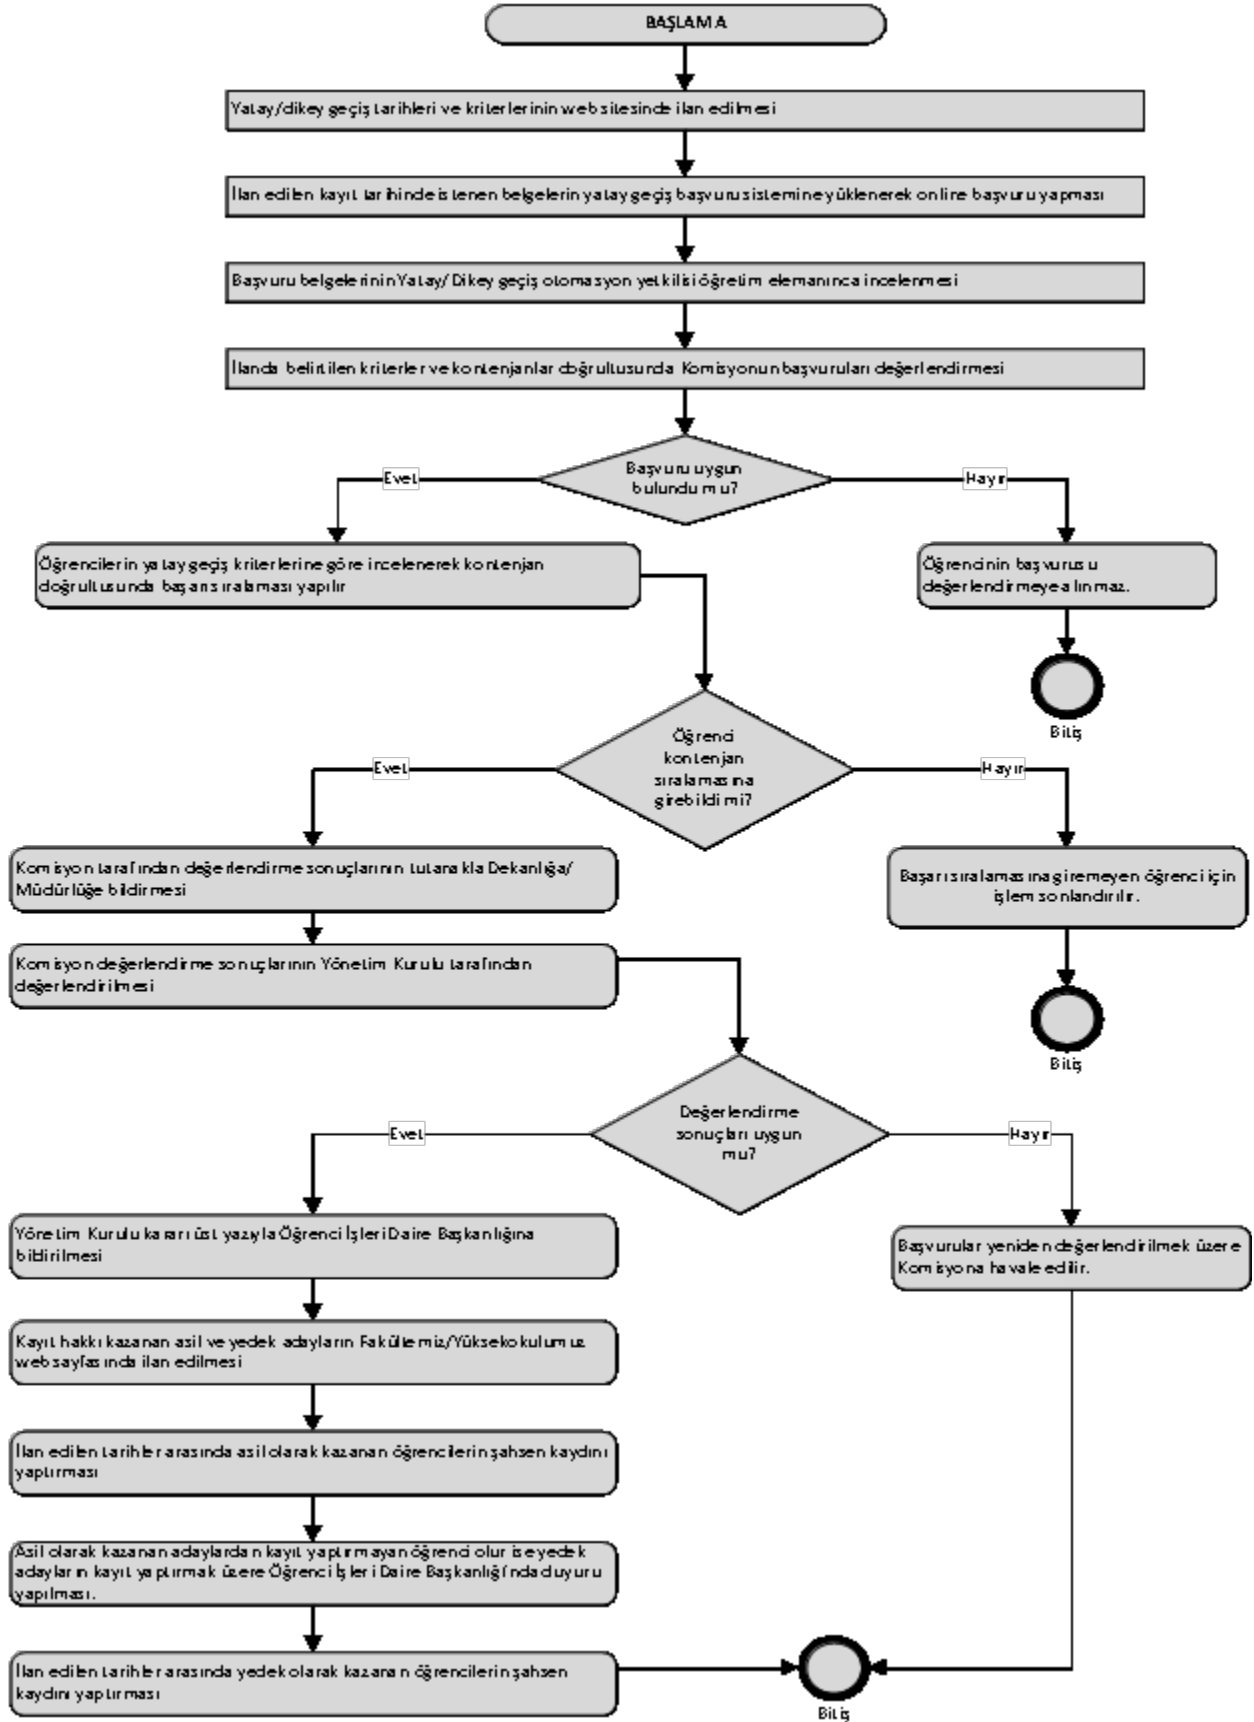 BAŞLAMA
Yatay/dikey geçiş tarihleri ve kriterlerinin web sitesinde ilan edilmesi
İlan edilen kayıt tarihinde istenen belgelerin yatay geçiş başvuru sistemine yüklenerek online başvuru yapması
Başvuru belgelerinin Yatay/ Dikey geçiş otomasyon yetkilisi öğretim elemanınca incelenmesi
İlanda belirtilen kriterler ve kontenjanlar doğrultusunda Komisyonun başvuruları değerlendirmesi
Başvuru uygun
bulundu mu?
Evet
Hayır
Öğrencilerin yatay geçiş kriterlerine göre incelenerek kontenjan
doğrultusunda başarı sıralaması yapılır
Öğrencinin başvurusu
değerlendirmeye alınmaz.
Bitiş
Öğrenci
kontenjan
sıralamasına
girebildi mi?
Evet
Hayır
Komisyon tarafından değerlendirme sonuçlarının tutanakla Dekanlığa/
Müdürlüğe bildirmesi
Başarı sıralamasına giremeyen öğrenci için
işlem sonlandırılır.
Komisyon değerlendirme sonuçlarının Yönetim Kurulu tarafından
değerlendirilmesi
Bitiş
Değerlendirme
sonuçları uygun
mu?
Evet
Hayır
Yönetim Kurulu kararı üst yazıyla Öğrenci İşleri Daire Başkanlığına
bildirilmesi
Başvurular yeniden değerlendirilmek üzere
Komisyona havale edilir.
Kayıt hakkı kazanan asil ve yedek adayların Fakültemiz/Yüksekokulumuz
web sayfasında ilan edilmesi
İlan edilen tarihler arasında asil olarak kazanan öğrencilerin şahsen kaydını
yaptırması
Asil olarak kazanan adaylardan kayıt yaptırmayan öğrenci olur ise yedek
adayların kayıt yaptırmak üzere Öğrenci İşleri Daire Başkanlığı'nda duyuru
yapılması.
İlan edilen tarihler arasında yedek olarak kazanan öğrencilerin şahsen
kaydını yaptırması
Bitiş